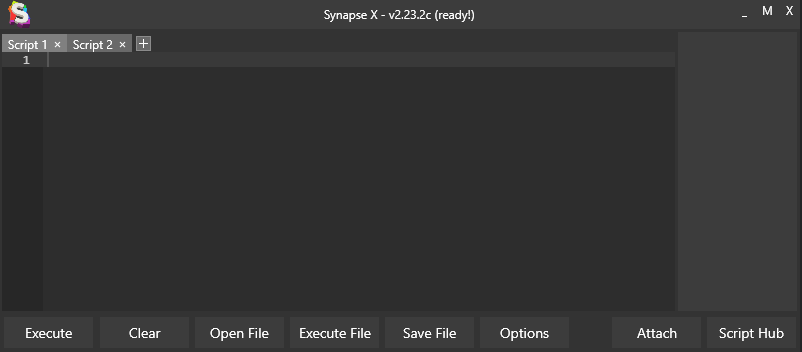 S
Synapse X - v2.23.2c (ready!)
_ M X
Script 1 × Script 2 × +
1
Execute Clear Open File Execute File Save File Options Attach Script Hub